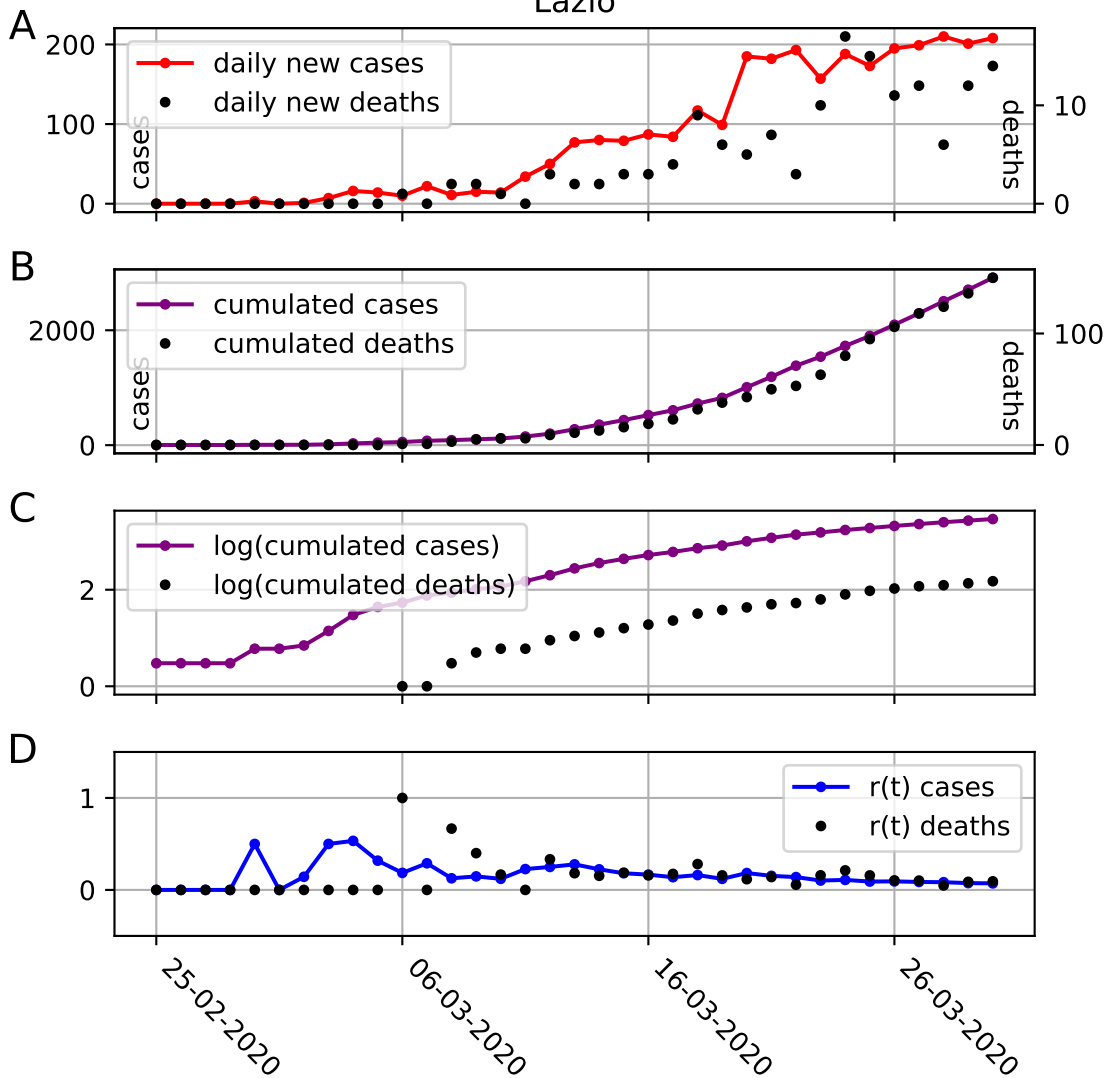 Lazio
A
200
100
0
cases
daily new cases
daily new deaths
10
0
deaths
B
2000
0
cases
cumulated cases
cumulated deaths
100
0
deaths
C
2
0
log(cumulated cases)
log(cumulated deaths)
D
1
0
r(t) cases
r(t) deaths
25-02-2020
06-03-2020
16-03-2020
26-03-2020